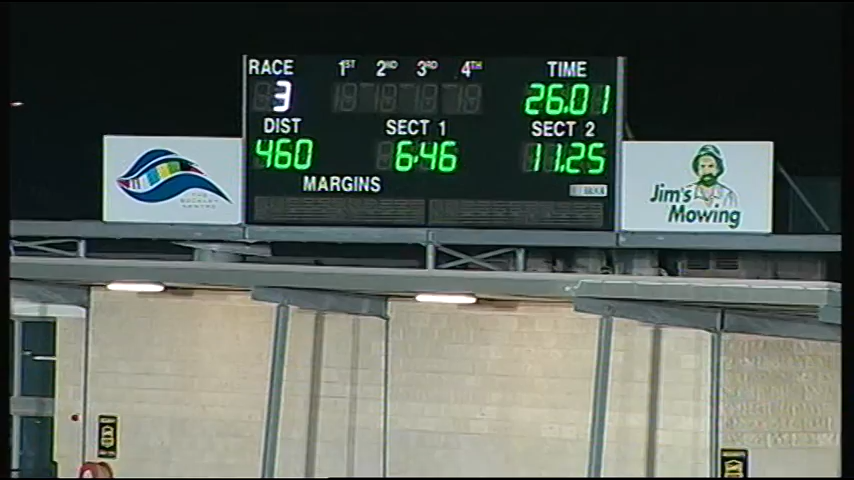 RACE 1ST 2ND 3RD 4TH TIME
3 26.01
DIST SECT 1 SECT 2
460 6.46 11.25
MARGINS
THE
Jim's
Mowing